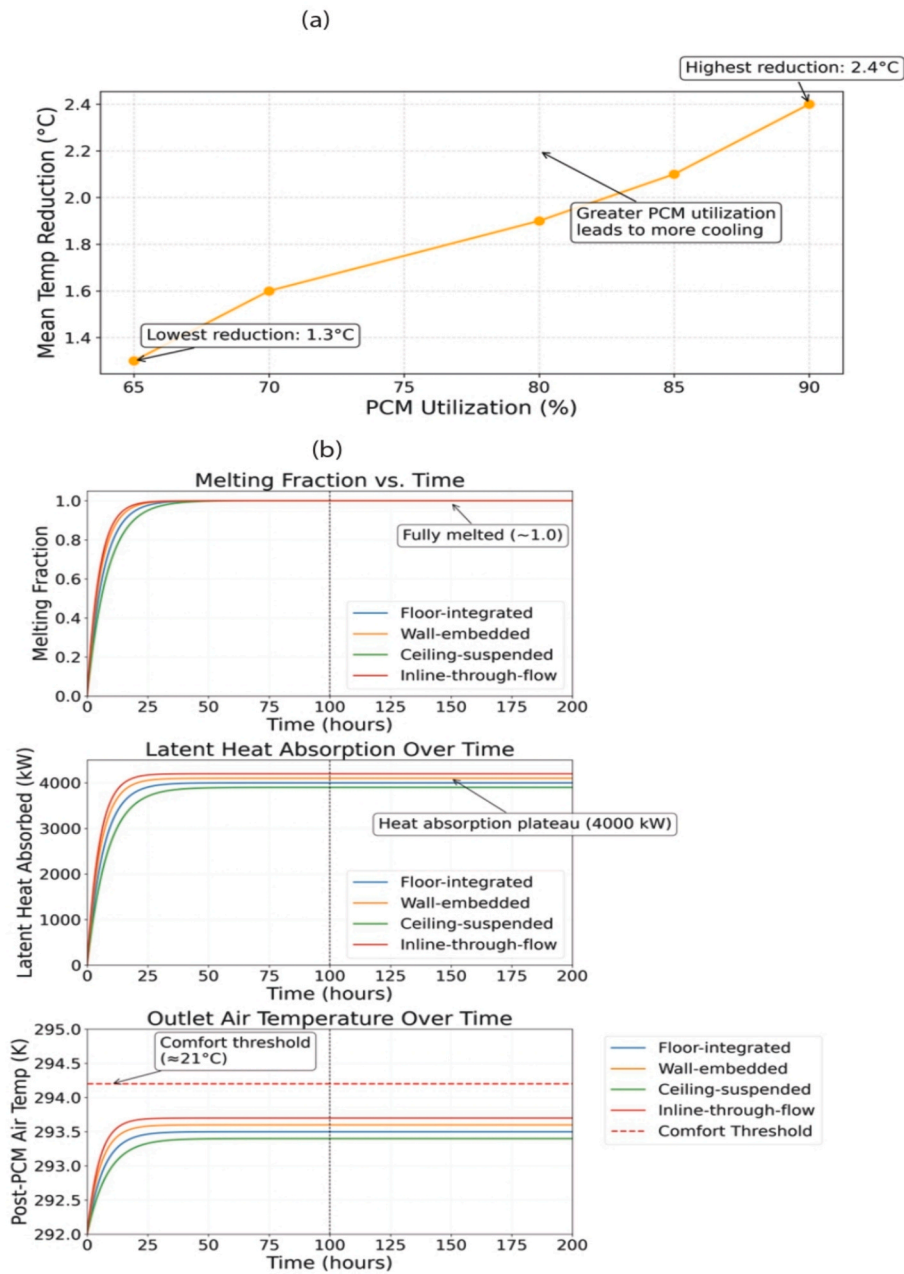 (a)
Highest reduction: 2.4°C
Mean Temp Reduction (°C)
2.4
2.2
2.0
1.8
1.6
1.4
Greater PCM utilization
leads to more cooling
Lowest reduction: 1.3°C
65
70
75
80
85
90
PCM Utilization (%)
(b)
Melting Fraction vs. Time
Melting Fraction
1.0
0.8
0.6
0.4
0.2
0.0
Fully melted (~1.0)
Floor-integrated
Wall-embedded
Ceiling-suspended
Inline-through-flow
0
25
50
75
100
125
150
175
200
Time (hours)
Latent Heat Absorption Over Time
Latent Heat Absorbed (kW)
4000
3000
2000
1000
0
Heat absorption plateau (4000 kW)
Floor-integrated
Wall-embedded
Ceiling-suspended
Inline-through-flow
0
25
50
75
100
125
150
175
200
Time (hours)
Outlet Air Temperature Over Time
Post-PCM Air Temp (K)
295.0
294.5
294.0
293.5
293.0
292.5
292.0
Comfort threshold
(≈21°C)
Floor-integrated
Wall-embedded
Ceiling-suspended
Inline-through-flow
Comfort Threshold
0
25
50
75
100
125
150
175
200
Time (hours)